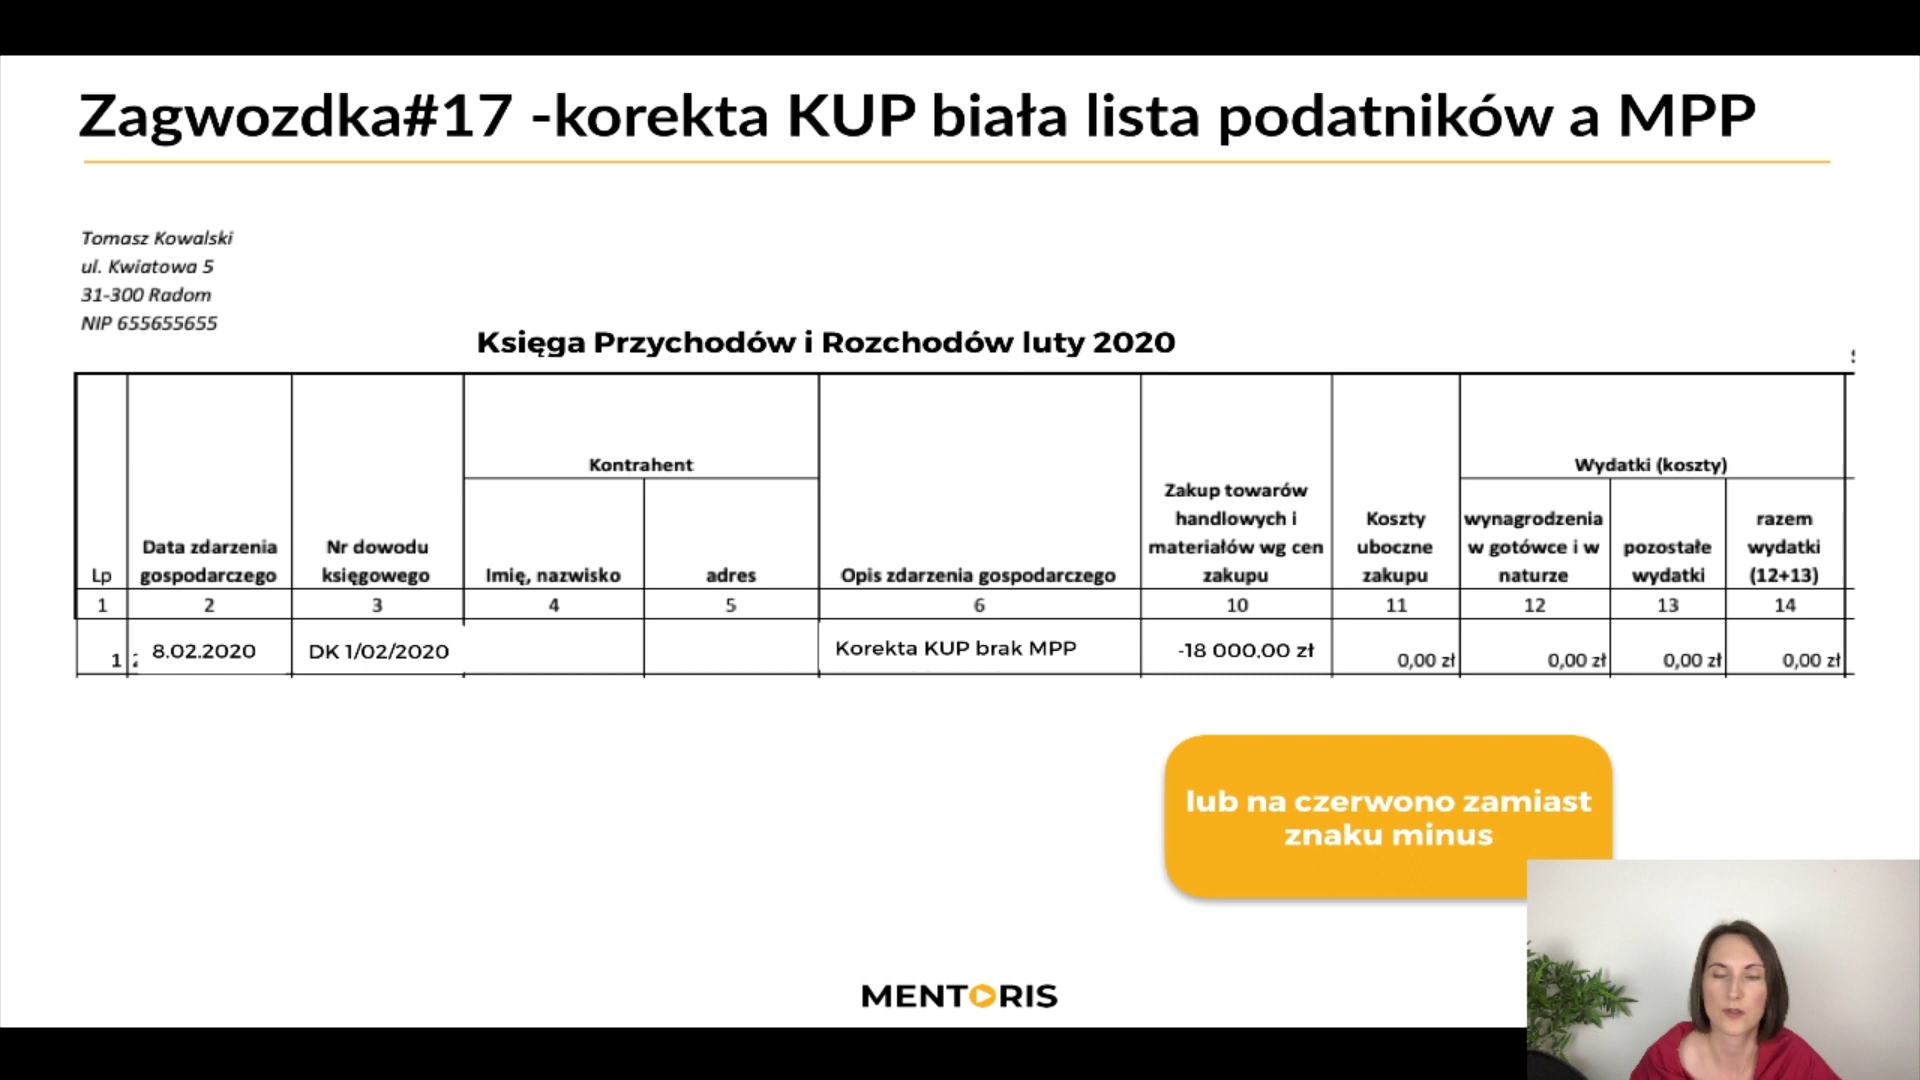 Zagwozdka#17 -korekta KUP biała lista podatników a MPP
Tomasz Kowalski
ul. Kwiatowa 5
31-300 Radom
NIP 655655655
Księga Przychodów i Rozchodów luty 2020
Lp
Data zdarzenia
gospodarczego
Nr dowodu
księgowego
Kontrahent
Imię, nazwisko
adres
Opis zdarzenia gospodarczego
Zakup towarów
handlowych i
materiałów wg cen
zakupu
Koszty
uboczne
zakupu
Wydatki (koszty)
wynagrodzenia
w gotówce i w
naturze
pozostałe
wydatki
razem
wydatki
(12+13)
1 2 3 4 5 6 10 11 12 13 14
1 8.02.2020 DK 1/02/2020 Korekta KUP brak MPP -18 000,00 zł 0,00 zł 0,00 zł 0,00 zł 0,00 zł
lub na czerwono zamiast
znaku minus
MENTORIS